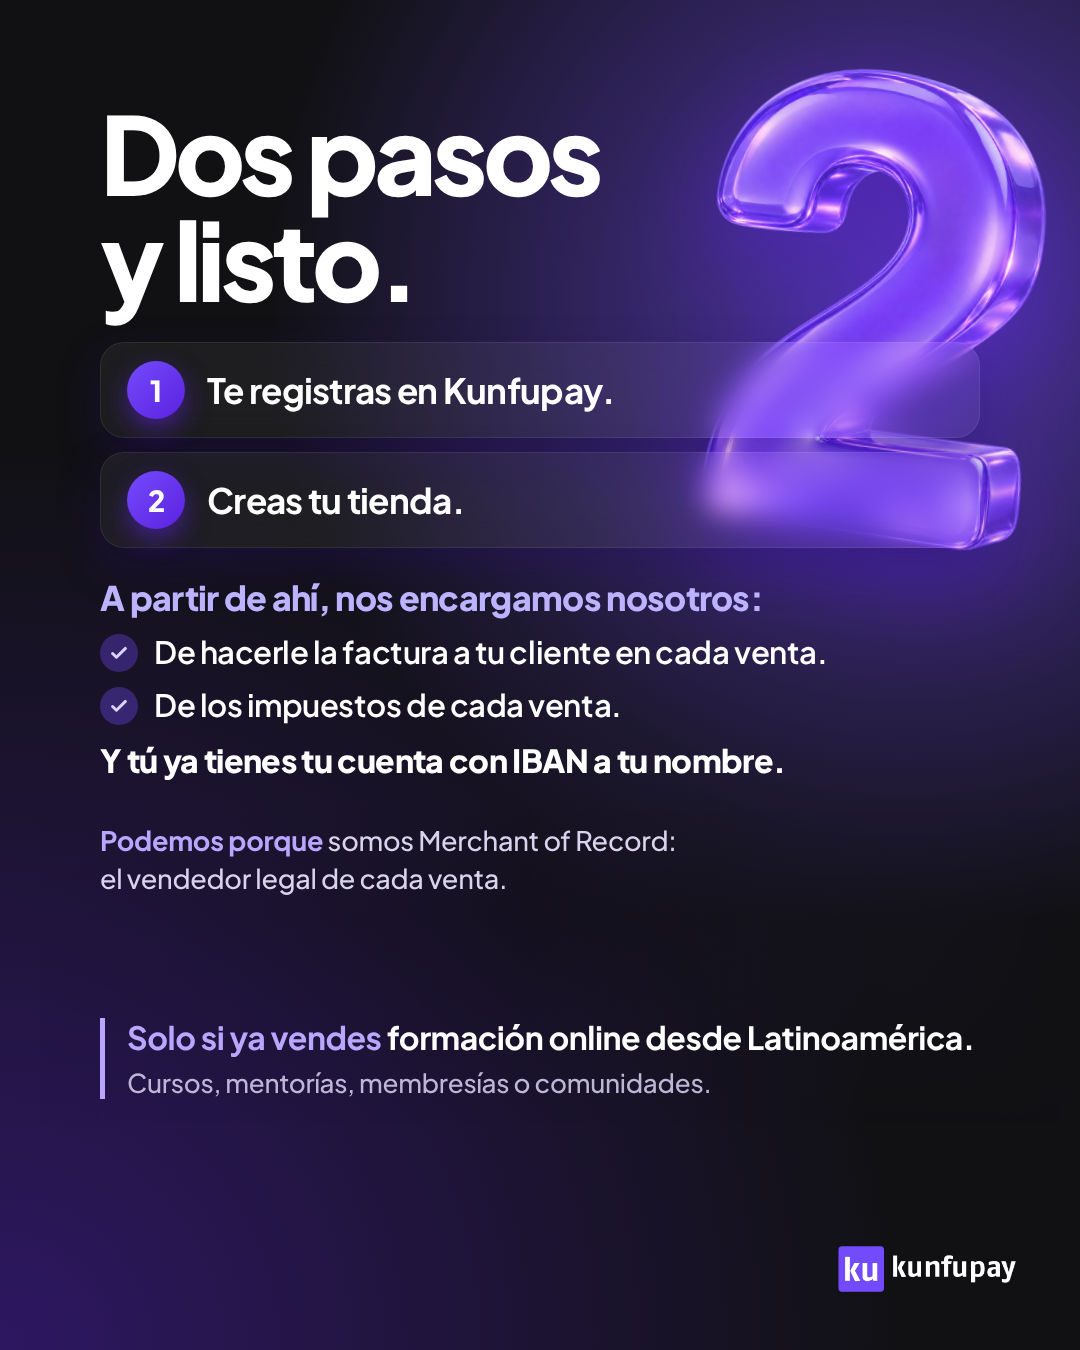 Dos pasos
y listo.
2
1 Te registras en Kunfupay.
2 Creas tu tienda.
A partir de ahí, nos encargamos nosotros:
De hacerle la factura a tu cliente en cada venta.
De los impuestos de cada venta.
Y tú ya tienes tu cuenta con IBAN a tu nombre.
Podemos porque somos Merchant of Record:
el vendedor legal de cada venta.
Solo si ya vendes formación online desde Latinoamérica.
Cursos, mentorías, membresías o comunidades.
ku kunfupay